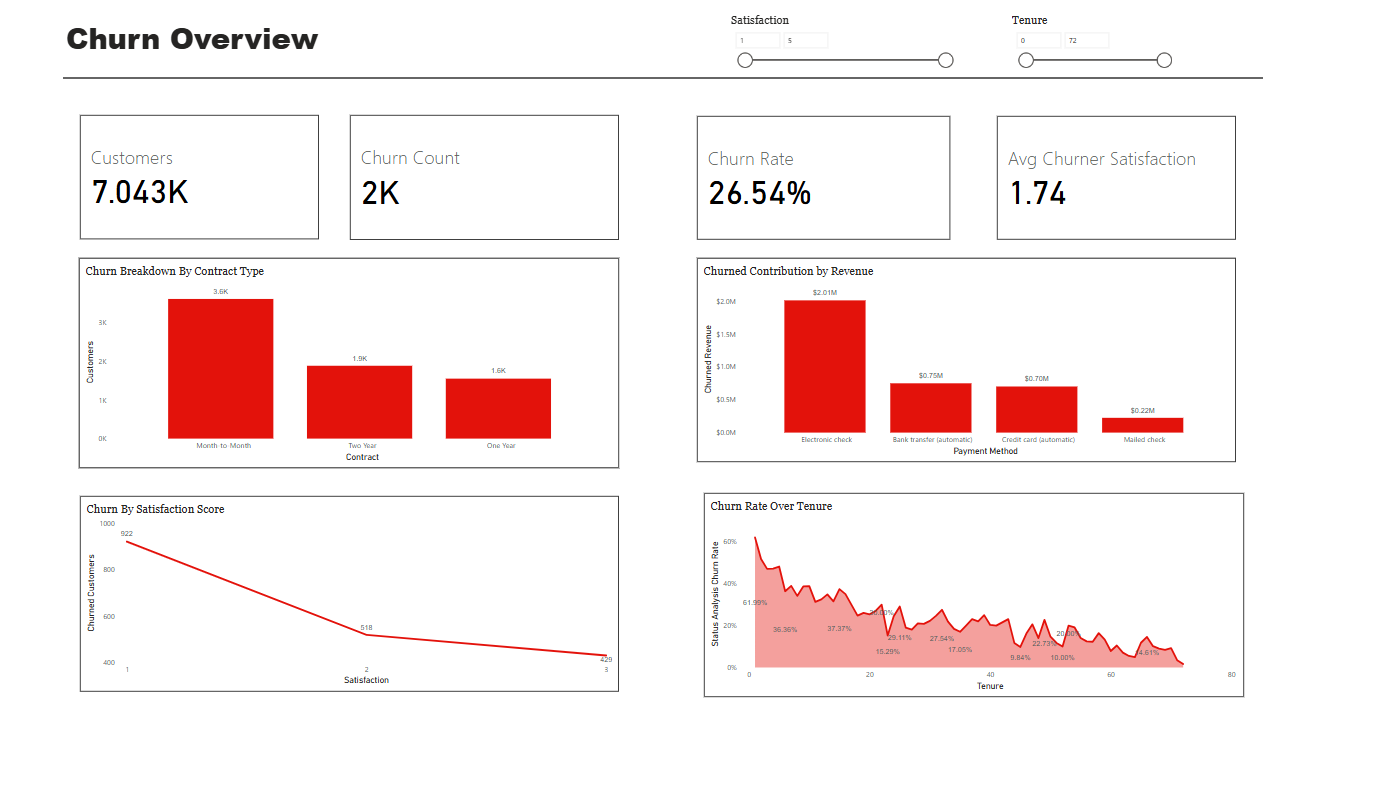 Churn Overview
Satisfaction
1 5
Tenure
0 72
Customers
7.043K
Churn Count
2K
Churn Rate
26.54%
Avg Churner Satisfaction
1.74
Churn Breakdown By Contract Type
Customers
3K
2K
1K
0K
3.6K
1.9K
1.6K
Month-to-Month Two Year One Year
Contract
Churned Contribution by Revenue
Churned Revenue
$2.0M
$1.5M
$1.0M
$0.5M
$0.0M
$2.01M
$0.75M
$0.70M
$0.22M
Electronic check Bank transfer (automatic) Credit card (automatic) Mailed check
Payment Method
Churn By Satisfaction Score
Churned Customers
1000
800
600
400
922
518
429
1 2 3
Satisfaction
Churn Rate Over Tenure
Status Analysis Churn Rate
60%
40%
20%
0%
61.99%
36.36%
37.37%
15.29%
29.11%
27.54%
17.05%
9.84%
22.73%
10.00%
20.00%
0 20 40 60 80
Tenure